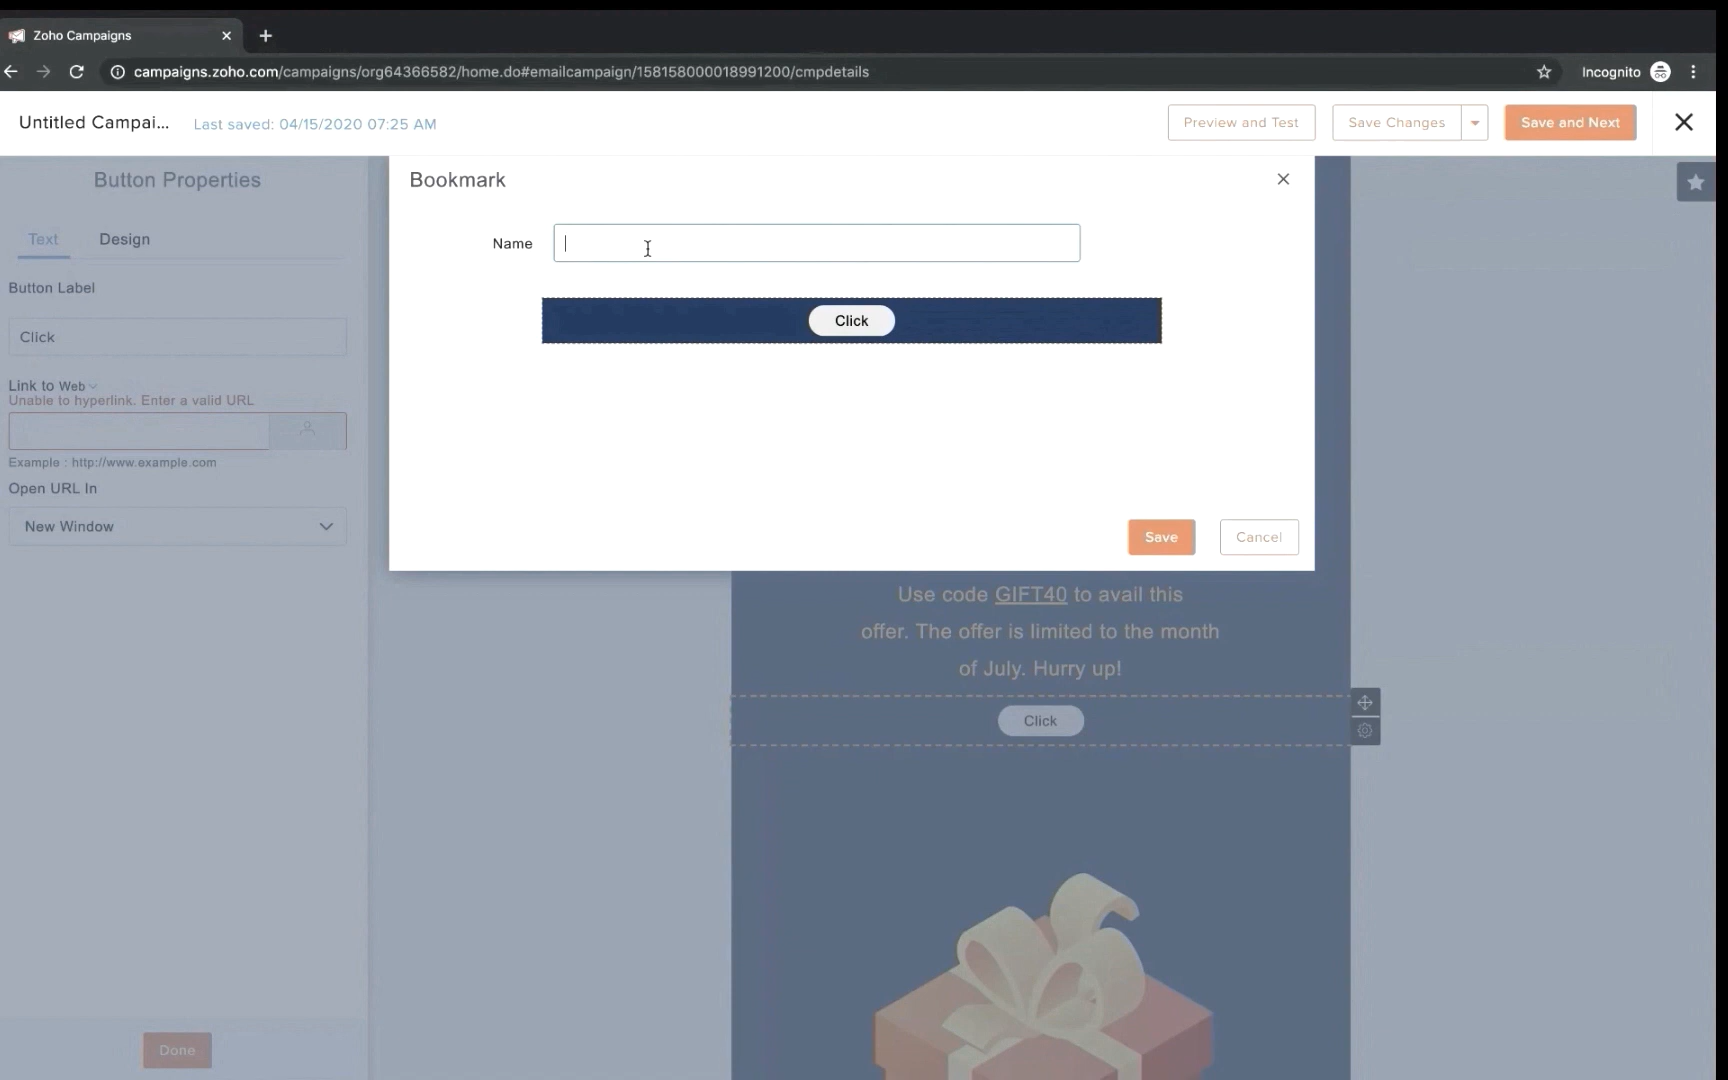 Zoho Campaigns
campaigns.zoho.com/campaigns/org64366582/home.do#emailcampaign/158158000018991200/cmpdetails
Incognito
Untitled Campai...
Last saved: 04/15/2020 07:25 AM
Preview and Test
Save Changes
Save and Next
Button Properties
Text
Design
Button Label
Click
Link to Web
Unable to hyperlink. Enter a valid URL
Example : http://www.example.com
Open URL In
New Window
Done
Bookmark
Name
Click
Save
Cancel
Use code GIFT40 to avail this
offer. The offer is limited to the month
of July. Hurry up!
Click